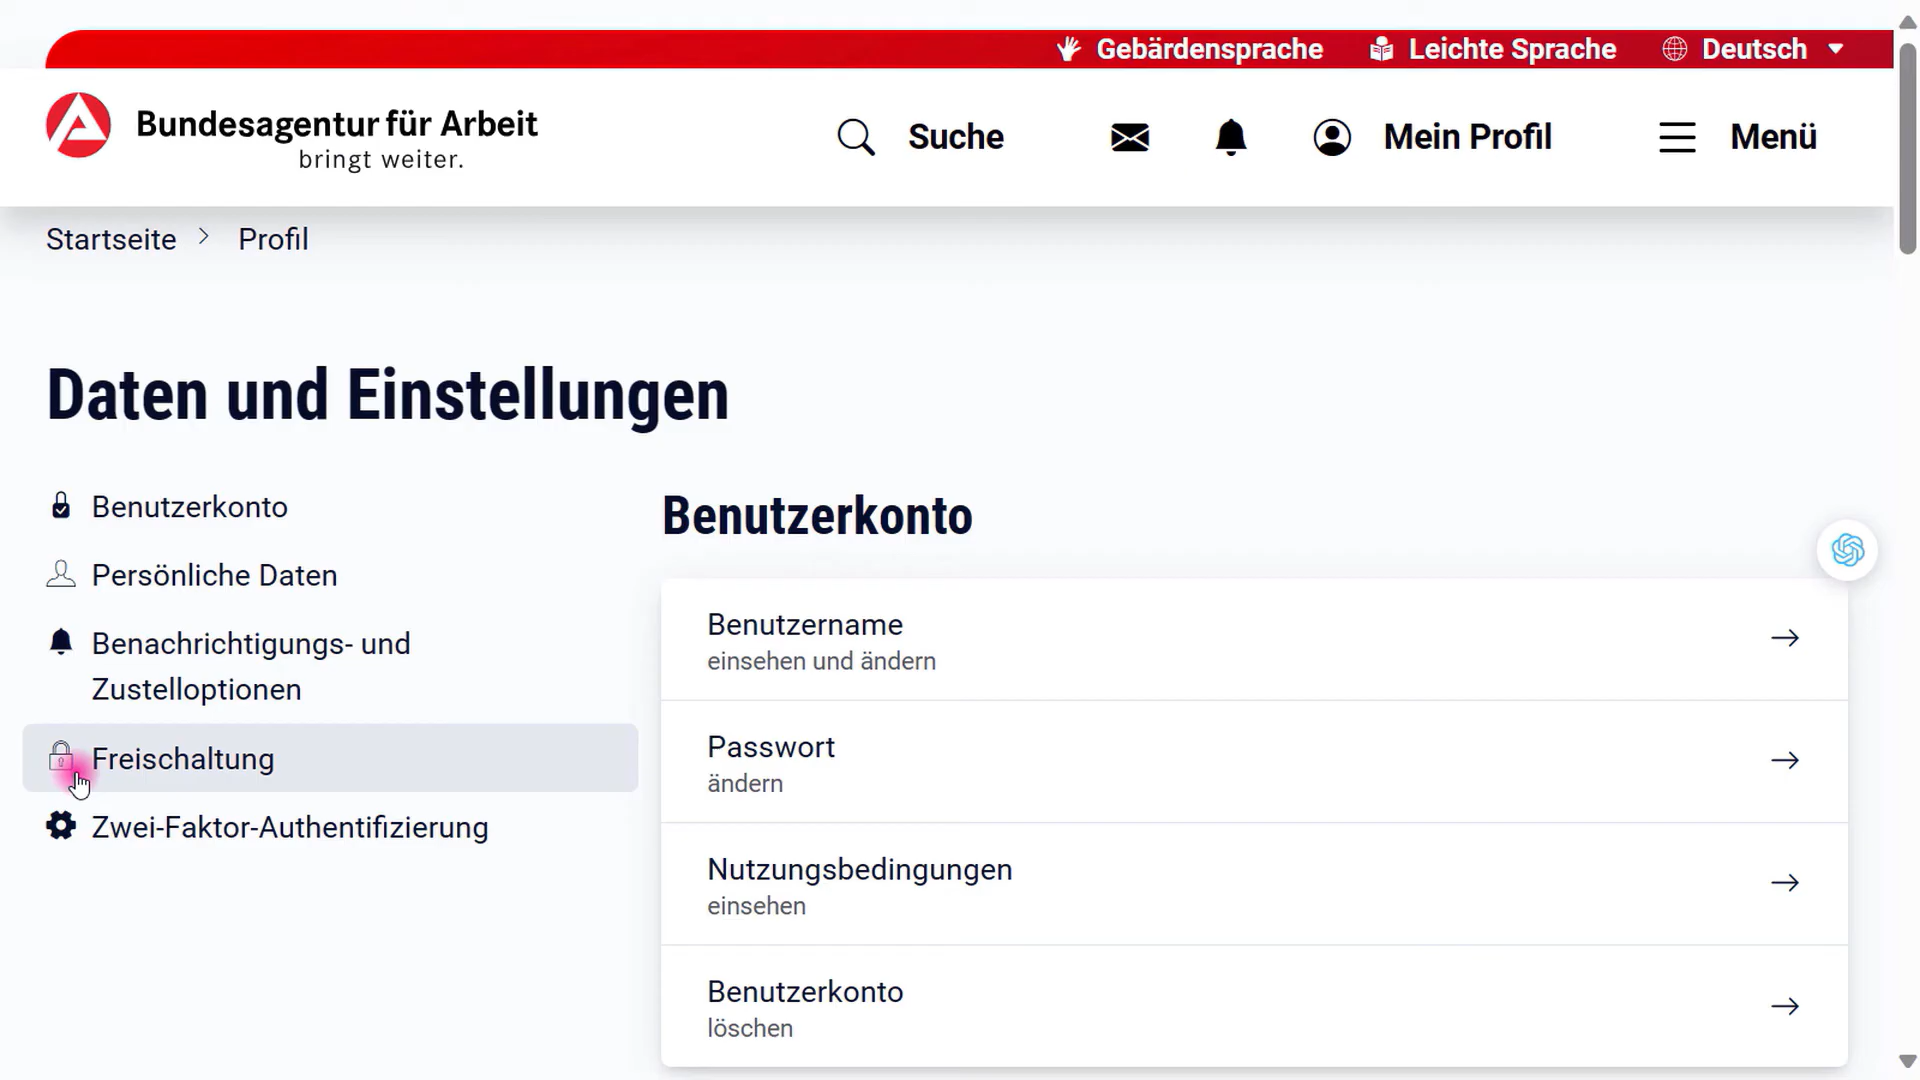 Gebärdensprache Leichte Sprache Deutsch
Bundesagentur für Arbeit
bringt weiter.
Suche Mein Profil Menü
Startseite Profil
Daten und Einstellungen
Benutzerkonto
Persönliche Daten
Benachrichtigungs- und
Zustelloptionen
Freischaltung
Zwei-Faktor-Authentifizierung
Benutzerkonto
Benutzername
einsehen und ändern
Passwort
ändern
Nutzungsbedingungen
einsehen
Benutzerkonto
löschen